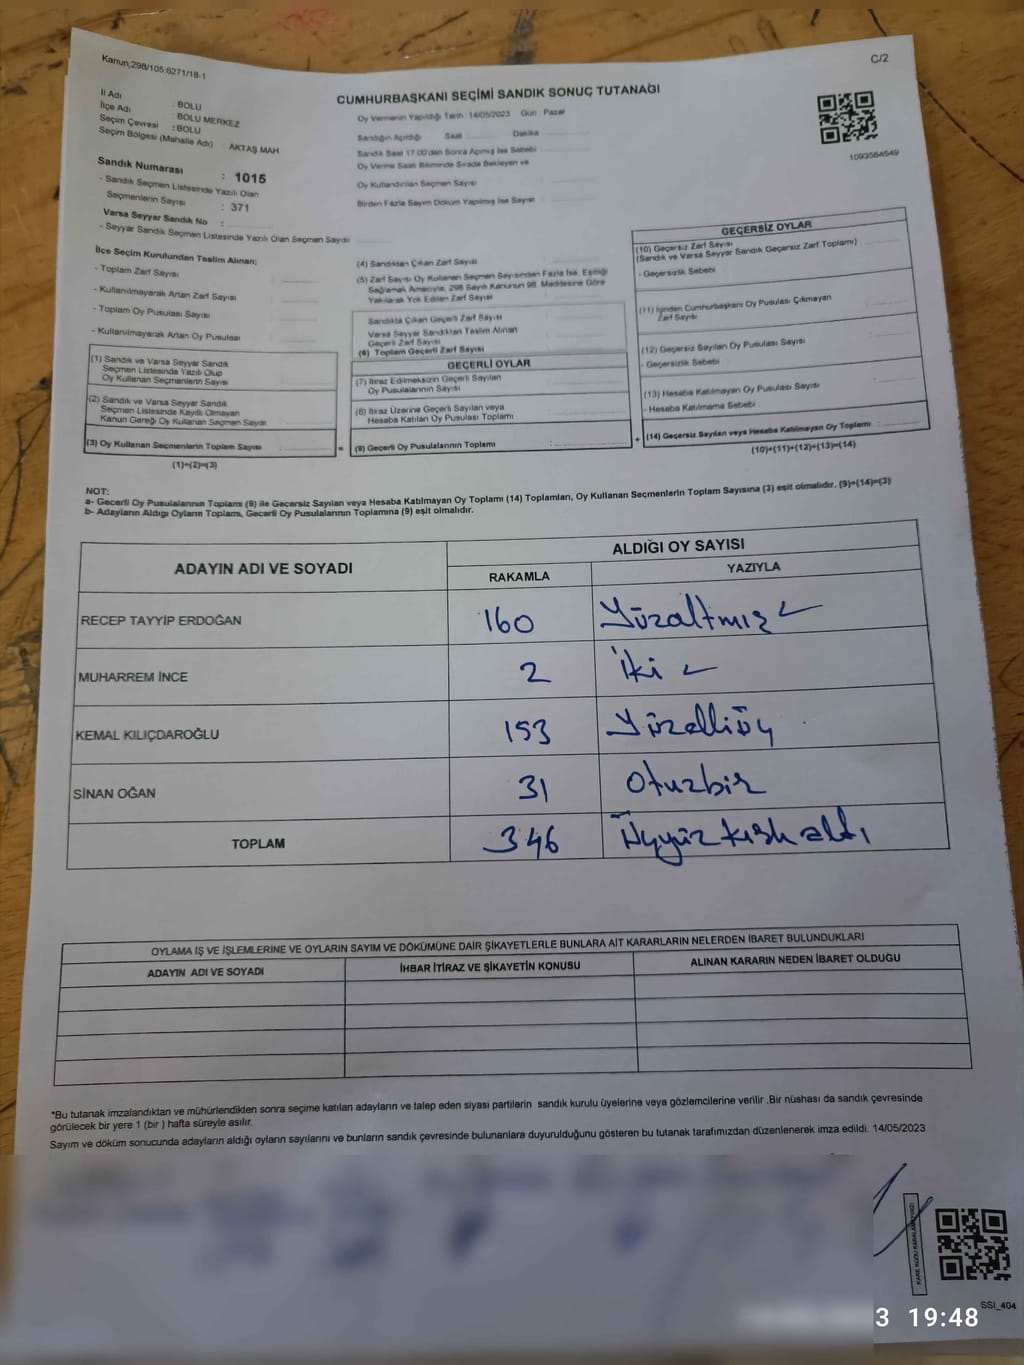 Kanun;298/105;6271/18-1
C/2
CUMHURBAŞKANI SEÇİMİ SANDIK SONUÇ TUTANAĞI
İl Adı : BOLU
İlçe Adı : BOLU MERKEZ
Seçim Çevresi : BOLU
Seçim Bölgesi (Mahalle Adı) : AKTAŞ MAH
Oy Vermenin Yapıldığı Tarih : 14/05/2023 Gün : Pazar
Sandığın Açıldığı Saat Dakika
Sandık Saat 17.00'den Sonra Açılmış İse Sebebi
Oy Verme Saati Bitiminde Sırada Bekleyen ve
Oy Kullandırılan Seçmen Sayısı
Birden Fazla Sayım Döküm Yapılmış İse Sayısı
1093564549
Sandık Numarası : 1015
- Sandık Seçmen Listesinde Yazılı Olan
Seçmenlerin Sayısı : 371
Varsa Seyyar Sandık No :
- Seyyar Sandık Seçmen Listesinde Yazılı Olan Seçmen Sayısı
İlçe Seçim Kurulundan Teslim Alınan;
- Toplam Zarf Sayısı
- Kullanılmayarak Artan Zarf Sayısı
- Toplam Oy Pusulası Sayısı
- Kullanılmayarak Artan Oy Pusulası
(1) Sandık ve Varsa Seyyar Sandık
Seçmen Listesinde Yazılı Olup
Oy Kullanan Seçmenlerin Sayısı
(2) Sandık ve Varsa Seyyar Sandık
Seçmen Listesinde Kayıtlı Olmayan
Kanun Gereği Oy Kullanan Seçmen Sayısı
(3) Oy Kullanan Seçmenlerin Toplam Sayısı
(1)+(2)=(3)
(4) Sandıktan Çıkan Zarf Sayısı
(5) Zarf Sayısı Oy Kullanan Seçmen Sayısından Fazla İse, Eşitliği
Sağlamak Amacıyla, 298 Sayılı Kanunun 98. Maddesine Göre
Yakılarak Yok Edilen Zarf Sayısı
Sandıkta Çıkan Geçerli Zarf Sayısı
Varsa Seyyar Sandıktan Teslim Alınan
Geçerli Zarf Sayısı
(6) Toplam Geçerli Zarf Sayısı
GEÇERLİ OYLAR
(7) İtiraz Edilmeksizin Geçerli Sayılan
Oy Pusulalarının Sayısı
(8) İtiraz Üzerine Geçerli Sayılan veya
Hesaba Katılan Oy Pusulası Toplamı
= (9) Geçerli Oy Pusulalarının Toplamı :
GEÇERSİZ OYLAR
(10) Geçersiz Zarf Sayısı
(Sandık ve Varsa Seyyar Sandık Geçersiz Zarf Toplamı)
- Geçersizlik Sebebi
(11) İçinden Cumhurbaşkanı Oy Pusulası Çıkmayan
Zarf Sayısı
(12) Geçersiz Sayılan Oy Pusulası Sayısı
- Geçersizlik Sebebi
(13) Hesaba Katılmayan Oy Pusulası Sayısı
- Hesaba Katılmama Sebebi
+ (14) Geçersiz Sayılan veya Hesaba Katılmayan Oy Toplamı :
(10)+(11)+(12)+(13)=(14)
NOT:
a- Geçerli Oy Pusulalarının Toplamı (9) ile Geçersiz Sayılan veya Hesaba Katılmayan Oy Toplamı (14) Toplamları, Oy Kullanan Seçmenlerin Toplam Sayısına (3) eşit olmalıdır. (9)+(14)=(3)
b- Adayların Aldığı Oyların Toplamı, Geçerli Oy Pusulalarının Toplamına (9) eşit olmalıdır.
ADAYIN ADI VE SOYADI
ALDIĞI OY SAYISI
RAKAMLA YAZIYLA
RECEP TAYYİP ERDOĞAN 160 Yüzaltmış
MUHARREM İNCE 2 İki
KEMAL KILIÇDAROĞLU 153 Yüzelliüç
SİNAN OĞAN 31 Otuzbir
TOPLAM 346 Üçyüz kırk altı
OYLAMA İŞ VE İŞLEMLERİNE VE OYLARIN SAYIM VE DÖKÜMÜNE DAİR ŞİKAYETLERLE BUNLARA AİT KARARLARIN NELERDEN İBARET BULUNDUKLARI
ADAYIN ADI VE SOYADI İHBAR İTİRAZ VE ŞİKAYETİN KONUSU ALINAN KARARIN NEDEN İBARET OLDUĞU
*Bu tutanak imzalandıktan ve mühürlendikten sonra seçime katılan adayların ve talep eden siyasi partilerin sandık kurulu üyelerine veya gözlemcilerine verilir .Bir nüshası da sandık çevresinde
görülecek bir yere 1 (bir ) hafta süreyle asılır.
Sayım ve döküm sonucunda adayların aldığı oyların sayılarını ve bunların sandık çevresinde bulunanlara duyurulduğunu gösteren bu tutanak tarafımızdan düzenlenerek imza edildi. 14/05/2023
SSI_404
3 19:48